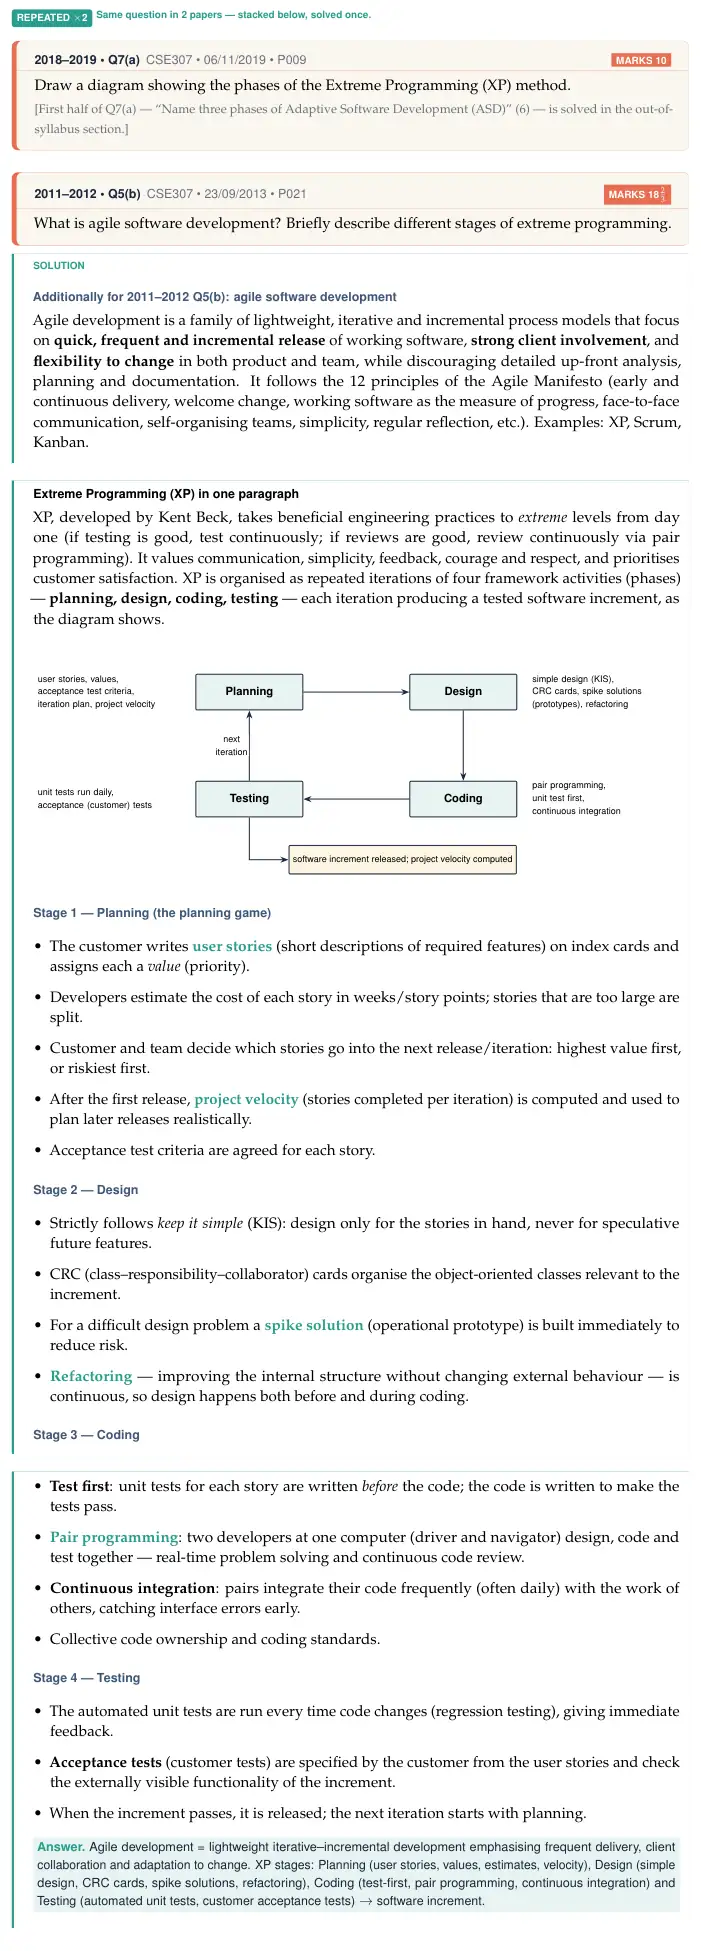 REPEATED ×2 Same question in 2 papers — stacked below, solved once.
2018–2019 • Q7(a) CSE307 • 06/11/2019 • P009 MARKS 10
Draw a diagram showing the phases of the Extreme Programming (XP) method.
[First half of Q7(a) — “Name three phases of Adaptive Software Development (ASD)” (6) — is solved in the out-of-
syllabus section.]
2011–2012 • Q5(b) CSE307 • 23/09/2013 • P021 MARKS 18 2/3
What is agile software development? Briefly describe different stages of extreme programming.
SOLUTION
Additionally for 2011–2012 Q5(b): agile software development
Agile development is a family of lightweight, iterative and incremental process models that focus
on quick, frequent and incremental release of working software, strong client involvement, and
flexibility to change in both product and team, while discouraging detailed up-front analysis,
planning and documentation. It follows the 12 principles of the Agile Manifesto (early and
continuous delivery, welcome change, working software as the measure of progress, face-to-face
communication, self-organising teams, simplicity, regular reflection, etc.). Examples: XP, Scrum,
Kanban.
Extreme Programming (XP) in one paragraph
XP, developed by Kent Beck, takes beneficial engineering practices to extreme levels from day
one (if testing is good, test continuously; if reviews are good, review continuously via pair
programming). It values communication, simplicity, feedback, courage and respect, and prioritises
customer satisfaction. XP is organised as repeated iterations of four framework activities (phases)
— planning, design, coding, testing — each iteration producing a tested software increment, as
the diagram shows.
user stories, values,
acceptance test criteria,
iteration plan, project velocity
Planning
Design
simple design (KIS),
CRC cards, spike solutions
(prototypes), refactoring
next
iteration
unit tests run daily,
acceptance (customer) tests
Testing
Coding
pair programming,
unit test first,
continuous integration
software increment released; project velocity computed
Stage 1 — Planning (the planning game)
• The customer writes user stories (short descriptions of required features) on index cards and
assigns each a value (priority).
• Developers estimate the cost of each story in weeks/story points; stories that are too large are
split.
• Customer and team decide which stories go into the next release/iteration: highest value first,
or riskiest first.
• After the first release, project velocity (stories completed per iteration) is computed and used to
plan later releases realistically.
• Acceptance test criteria are agreed for each story.
Stage 2 — Design
• Strictly follows keep it simple (KIS): design only for the stories in hand, never for speculative
future features.
• CRC (class–responsibility–collaborator) cards organise the object-oriented classes relevant to the
increment.
• For a difficult design problem a spike solution (operational prototype) is built immediately to
reduce risk.
• Refactoring — improving the internal structure without changing external behaviour — is
continuous, so design happens both before and during coding.
Stage 3 — Coding
• Test first: unit tests for each story are written before the code; the code is written to make the
tests pass.
• Pair programming: two developers at one computer (driver and navigator) design, code and
test together — real-time problem solving and continuous code review.
• Continuous integration: pairs integrate their code frequently (often daily) with the work of
others, catching interface errors early.
• Collective code ownership and coding standards.
Stage 4 — Testing
• The automated unit tests are run every time code changes (regression testing), giving immediate
feedback.
• Acceptance tests (customer tests) are specified by the customer from the user stories and check
the externally visible functionality of the increment.
• When the increment passes, it is released; the next iteration starts with planning.
Answer. Agile development = lightweight iterative–incremental development emphasising frequent delivery, client
collaboration and adaptation to change. XP stages: Planning (user stories, values, estimates, velocity), Design (simple
design, CRC cards, spike solutions, refactoring), Coding (test-first, pair programming, continuous integration) and
Testing (automated unit tests, customer acceptance tests) → software increment.